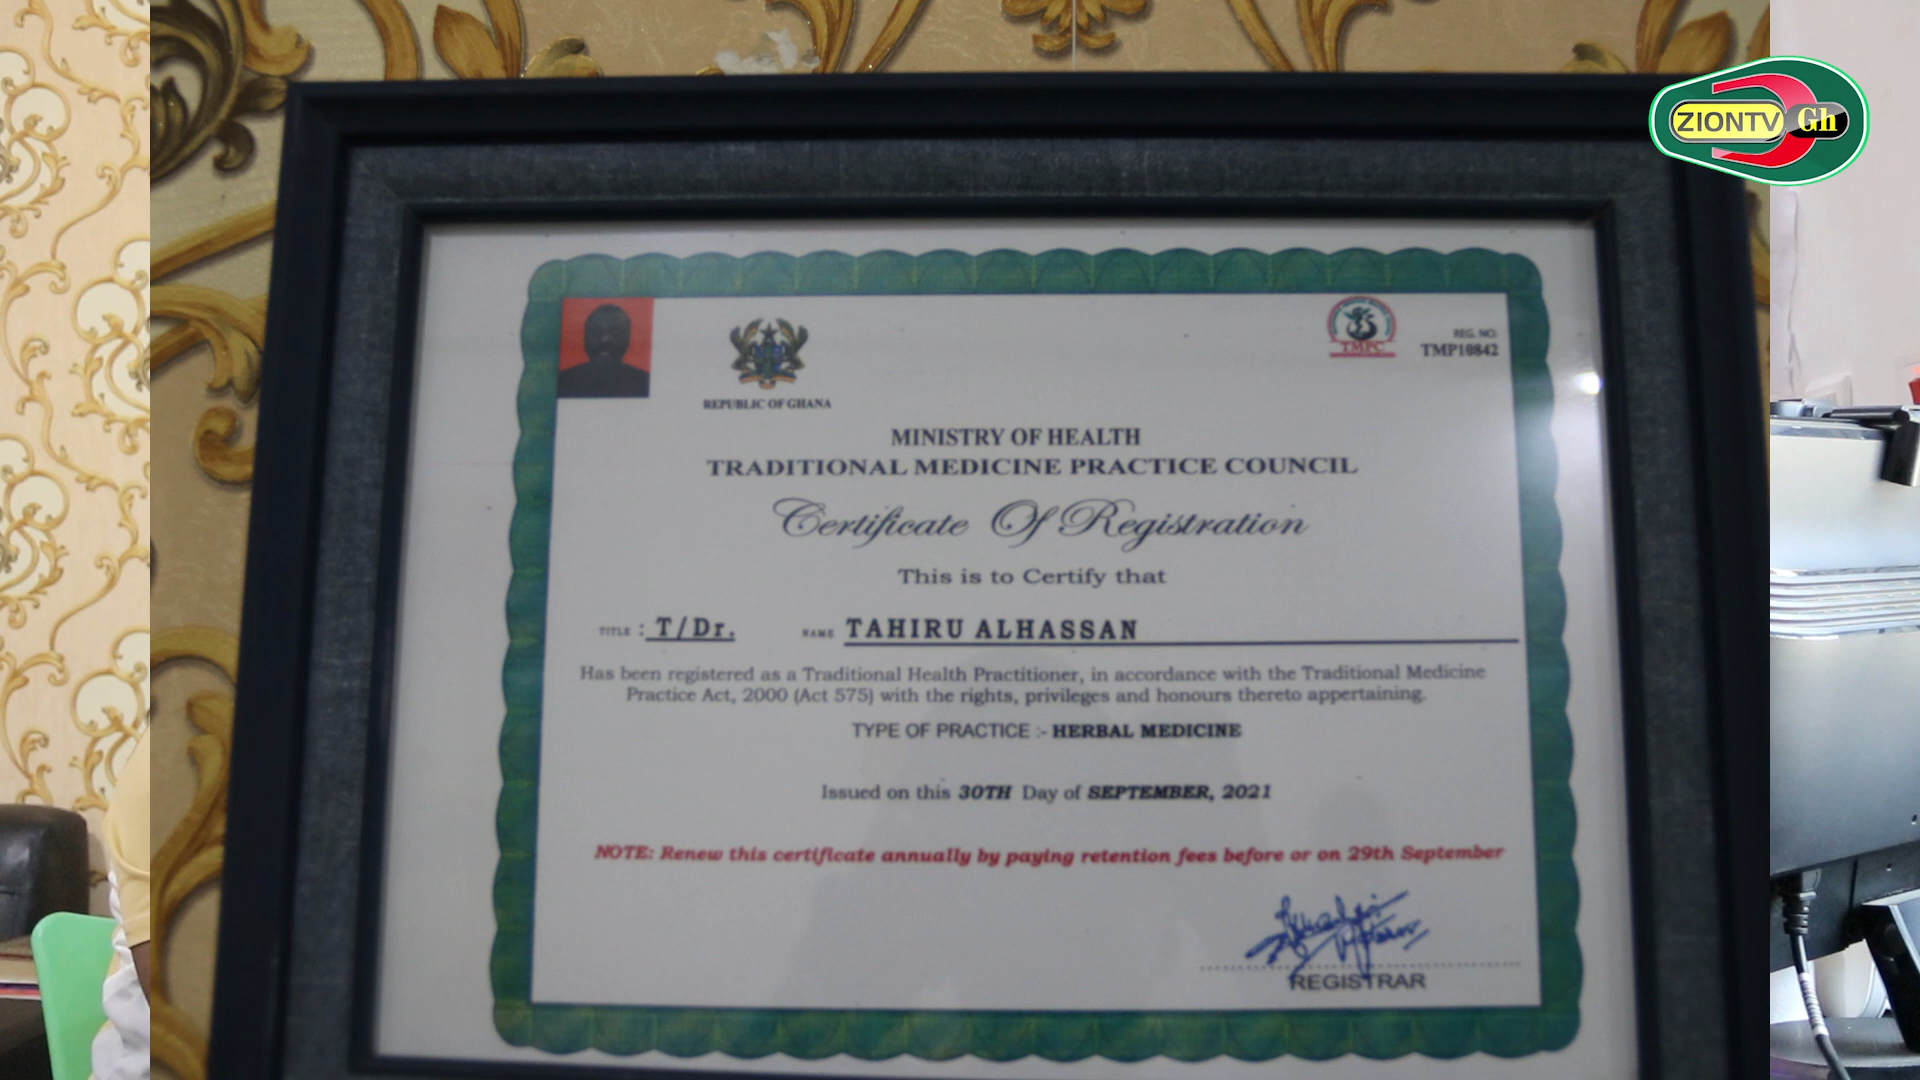 ZIONTV Gh
REG. NO.
TMPC
TMP10842
REPUBLIC OF GHANA
MINISTRY OF HEALTH
TRADITIONAL MEDICINE PRACTICE COUNCIL
Certificate Of Registration
This is to Certify that
TITLE : T/Dr. NAME TAHIRU ALHASSAN
Has been registered as a Traditional Health Practitioner, in accordance with the Traditional Medicine
Practice Act, 2000 (Act 575) with the rights, privileges and honours thereto appertaining.
TYPE OF PRACTICE :- HERBAL MEDICINE
Issued on this 30TH Day of SEPTEMBER, 2021
NOTE: Renew this certificate annually by paying retention fees before or on 29th September
REGISTRAR